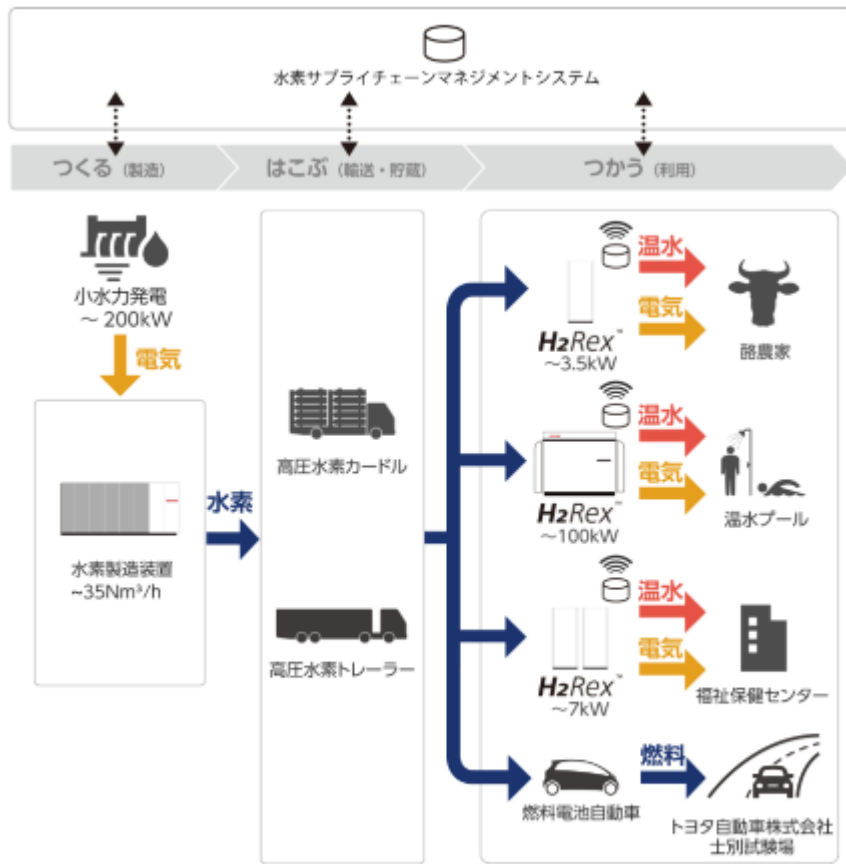 水素サプライチェーンマネジメントシステム
つくる（製造）
はこぶ（輸送・貯蔵）
つかう（利用）
小水力発電
～200kW
電気
水素製造装置
~35Nm³/h
水素
高圧水素カードル
高圧水素トレーラー
H2Rex™
～3.5kW
温水
電気
酪農家
H2Rex™
～100kW
温水
電気
温水プール
H2Rex™
～7kW
温水
電気
福祉保健センター
燃料電池自動車
燃料
トヨタ自動車株式会社
士別試験場